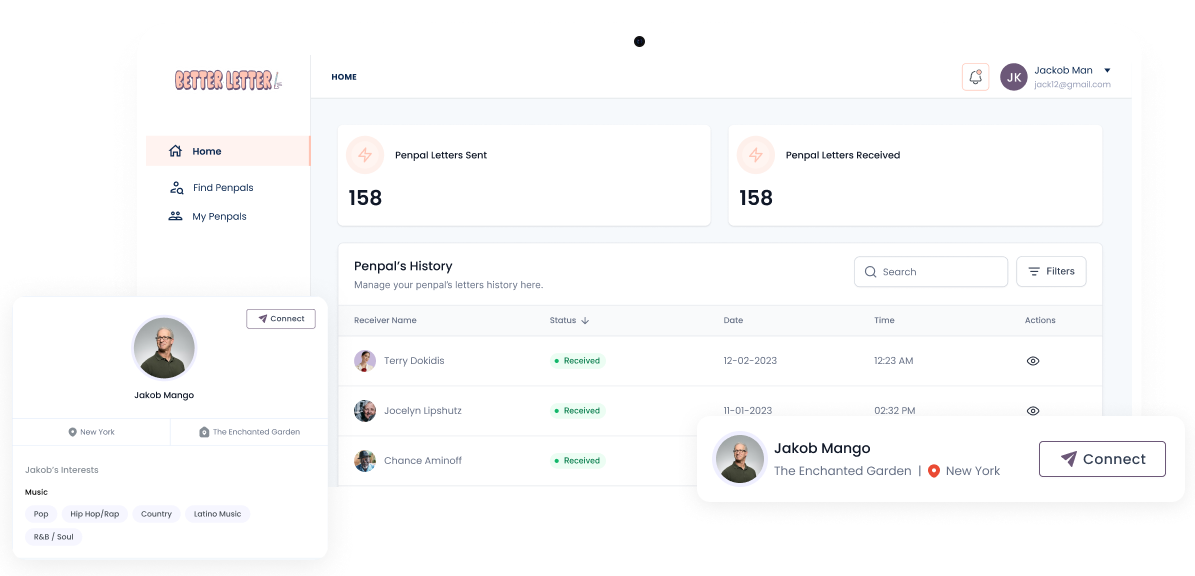 BETTER LETTER
HOME
JK
Jackob Man
jack12@gmail.com
Home
Find Penpals
My Penpals
Penpal Letters Sent
158
Penpal Letters Received
158
Penpal's History
Manage your penpal's letters history here.
Search
Filters
Receiver Name Status Date Time Actions
Terry Dokidis Received 12-02-2023 12:23 AM
Jocelyn Lipshutz Received 11-01-2023 02:32 PM
Chance Aminoff Received
Connect
Jakob Mango
New York
The Enchanted Garden
Jakob's Interests
Music
Pop Hip Hop/Rap Country Latino Music
R&B / Soul
Jakob Mango
The Enchanted Garden | New York
Connect